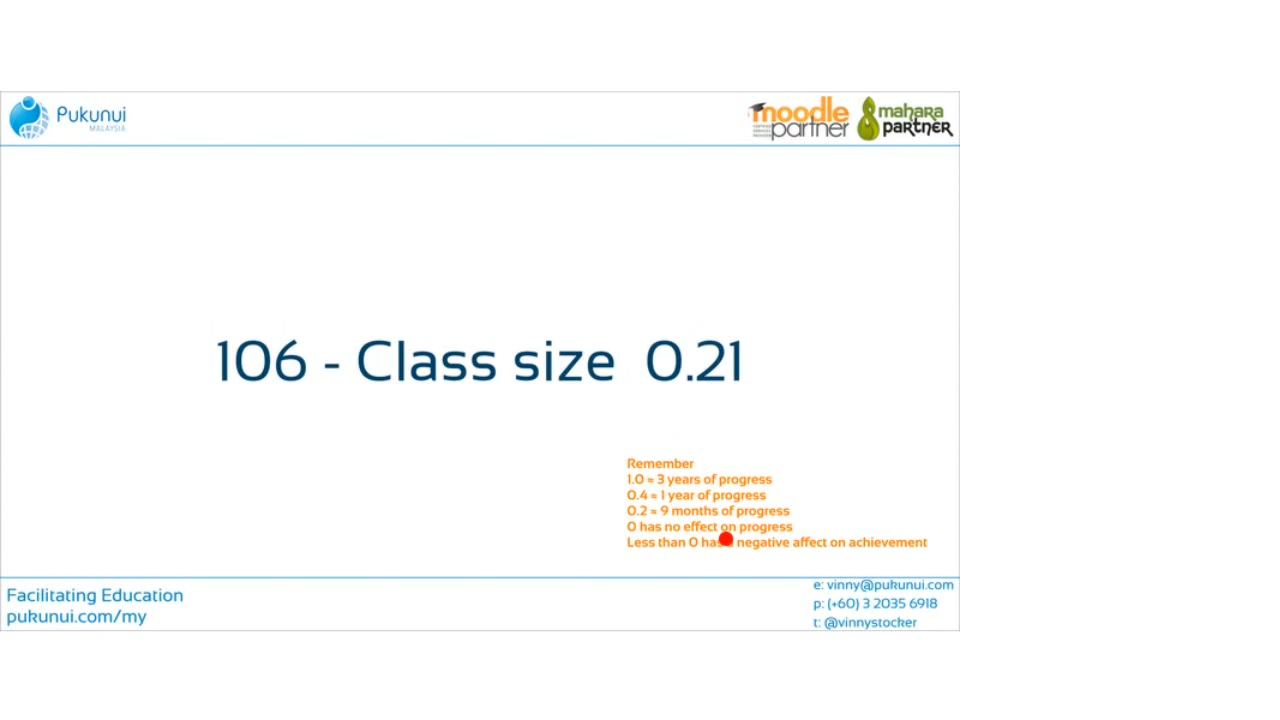 Pukunui
MALAYSIA
moodle
partner
mahara
partner
106 - Class size 0.21
Remember
1.0 ≈ 3 years of progress
0.4 ≈ 1 year of progress
0.2 ≈ 9 months of progress
0 has no effect on progress
Less than 0 has negative affect on achievement
Facilitating Education
pukunui.com/my
e: vinny@pukunui.com
p: (+60) 3 2035 6918
t: @vinnystocker